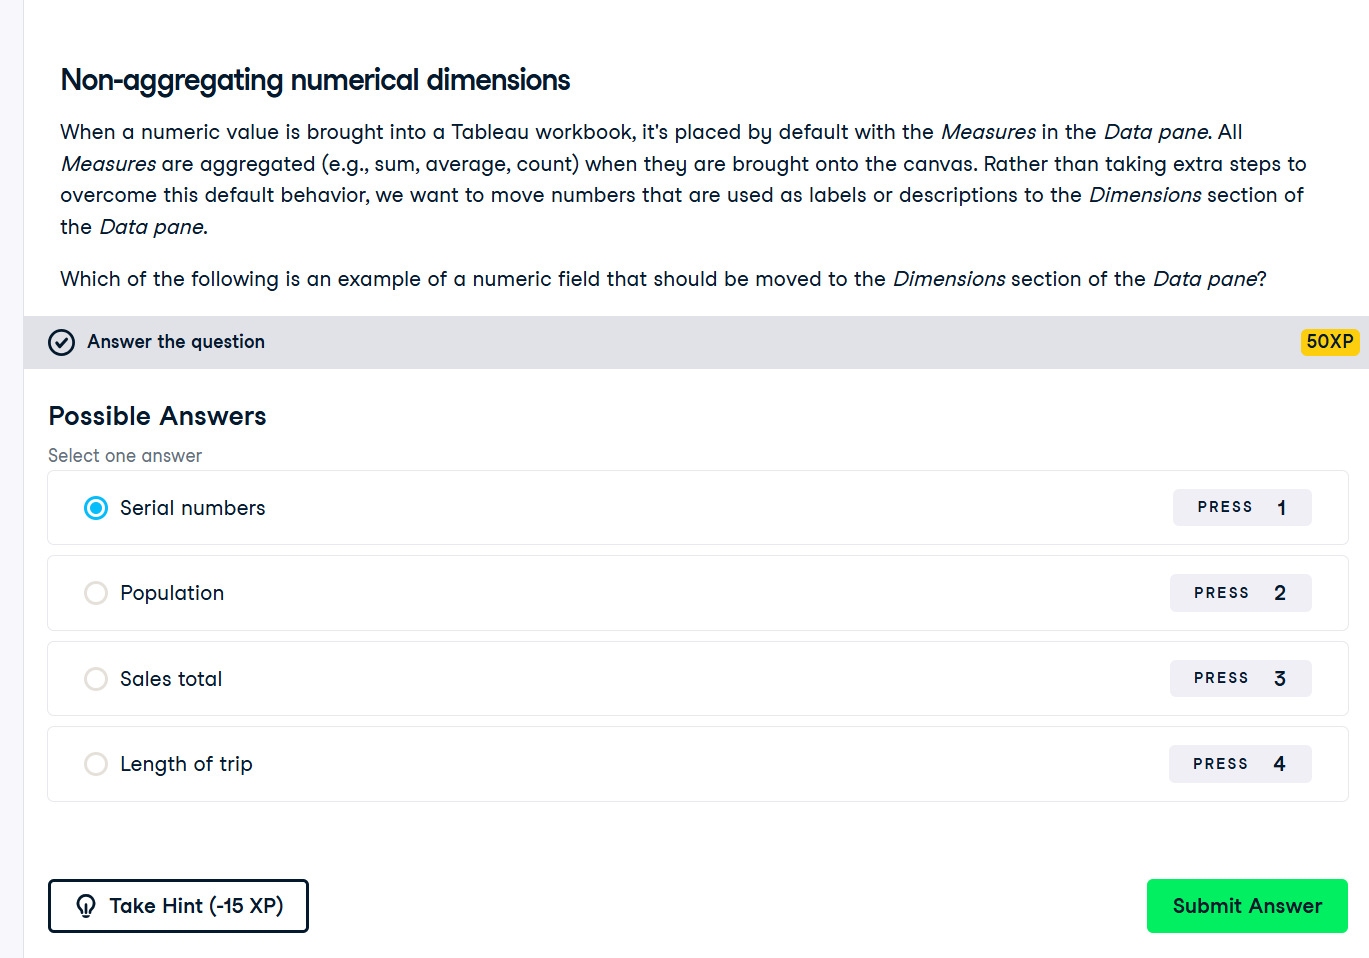 Non-aggregating numerical dimensions
When a numeric value is brought into a Tableau workbook, it's placed by default with the Measures in the Data pane. All
Measures are aggregated (e.g., sum, average, count) when they are brought onto the canvas. Rather than taking extra steps to
overcome this default behavior, we want to move numbers that are used as labels or descriptions to the Dimensions section of
the Data pane.
Which of the following is an example of a numeric field that should be moved to the Dimensions section of the Data pane?
Answer the question 50XP
Possible Answers
Select one answer
Serial numbers PRESS 1
Population PRESS 2
Sales total PRESS 3
Length of trip PRESS 4
Take Hint (-15 XP) Submit Answer